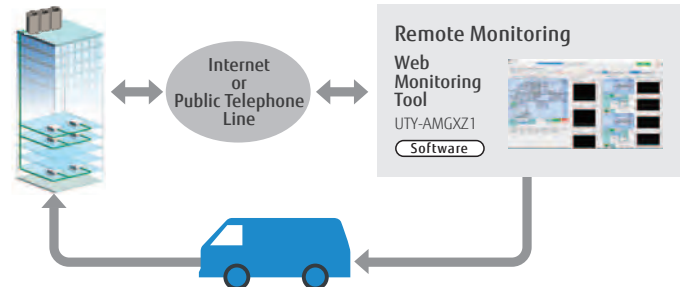 Internet
or
Public Telephone
Line
Remote Monitoring
Web
Monitoring
Tool
UTY-AMGXZ1
Software